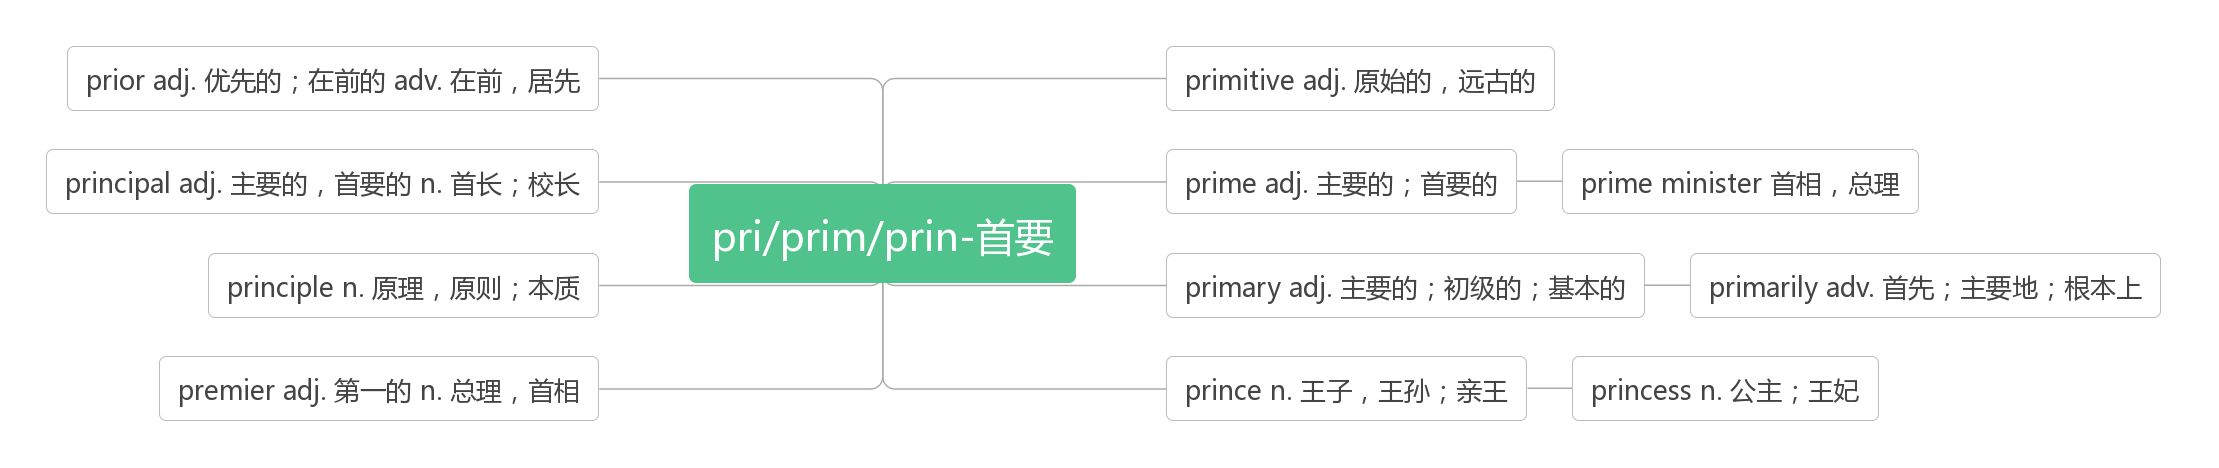 prior adj. 优先的；在前的 adv. 在前，居先
principal adj. 主要的，首要的 n. 首长；校长
principle n. 原理，原则；本质
premier adj. 第一的 n. 总理，首相
pri/prim/prin-首要
primitive adj. 原始的，远古的
prime adj. 主要的；首要的
prime minister 首相，总理
primary adj. 主要的；初级的；基本的
primarily adv. 首先；主要地；根本上
prince n. 王子，王孙；亲王
princess n. 公主；王妃